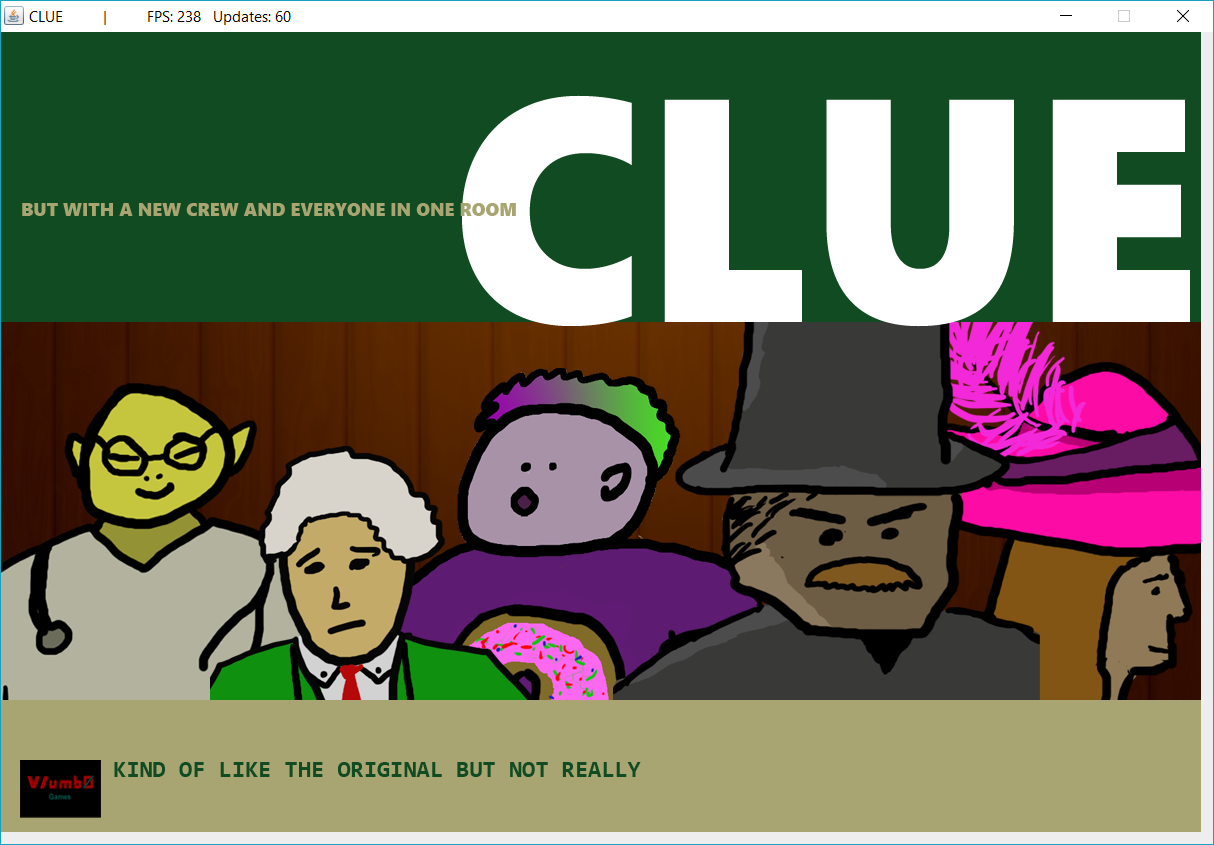 CLUE | FPS: 238 Updates: 60
CLUE
BUT WITH A NEW CREW AND EVERYONE IN ONE ROOM
KIND OF LIKE THE ORIGINAL BUT NOT REALLY
Games